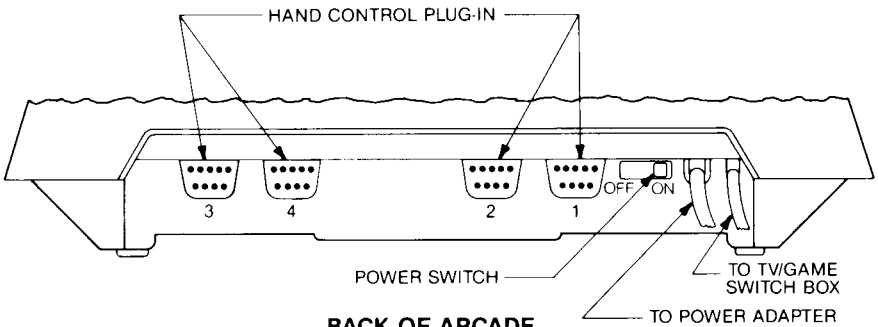 HAND CONTROL PLUG-IN
3
4
2
1
OFF ON
POWER SWITCH
TO TV/GAME
SWITCH BOX
TO POWER ADAPTER
BACK OF ARCADE